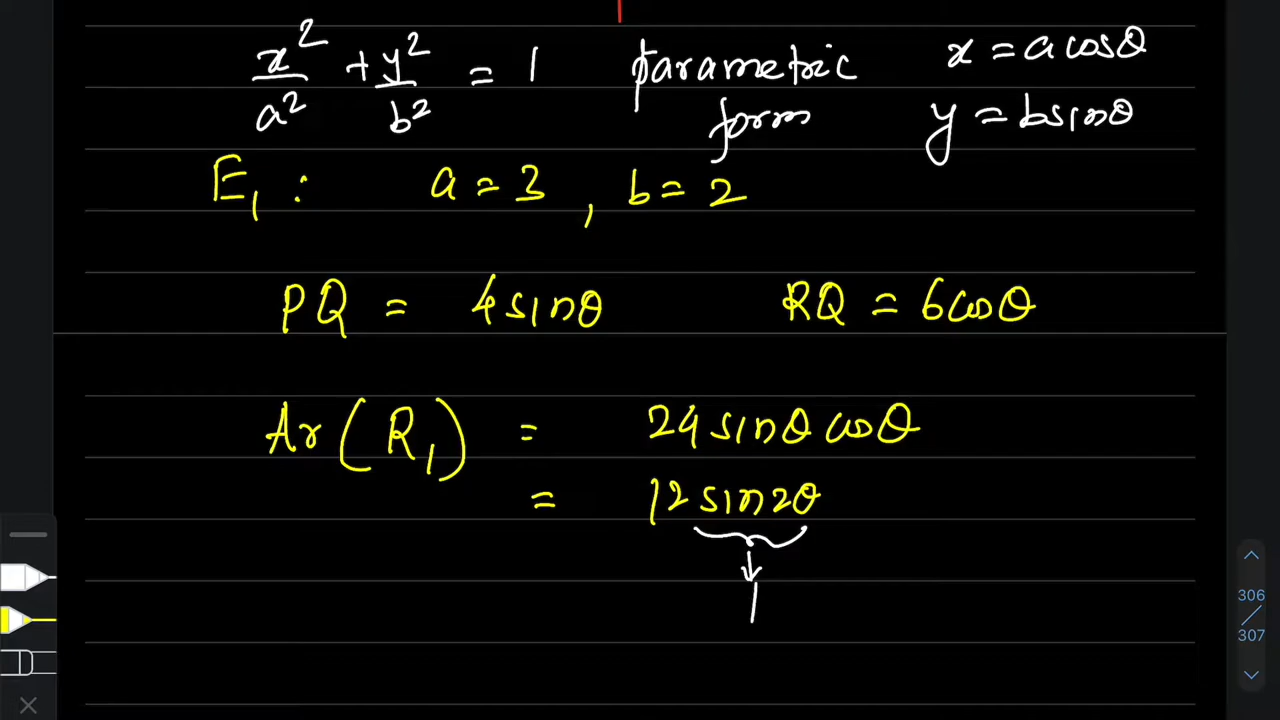 x²/a² + y²/b² = 1 parametric form x = a cosθ
y = b sinθ
E₁ : a = 3 , b = 2
PQ = 4 sinθ RQ = 6 cosθ
Ar(R₁) = 24 sinθ cosθ
= 12 sin2θ
↓
1
306
/
307